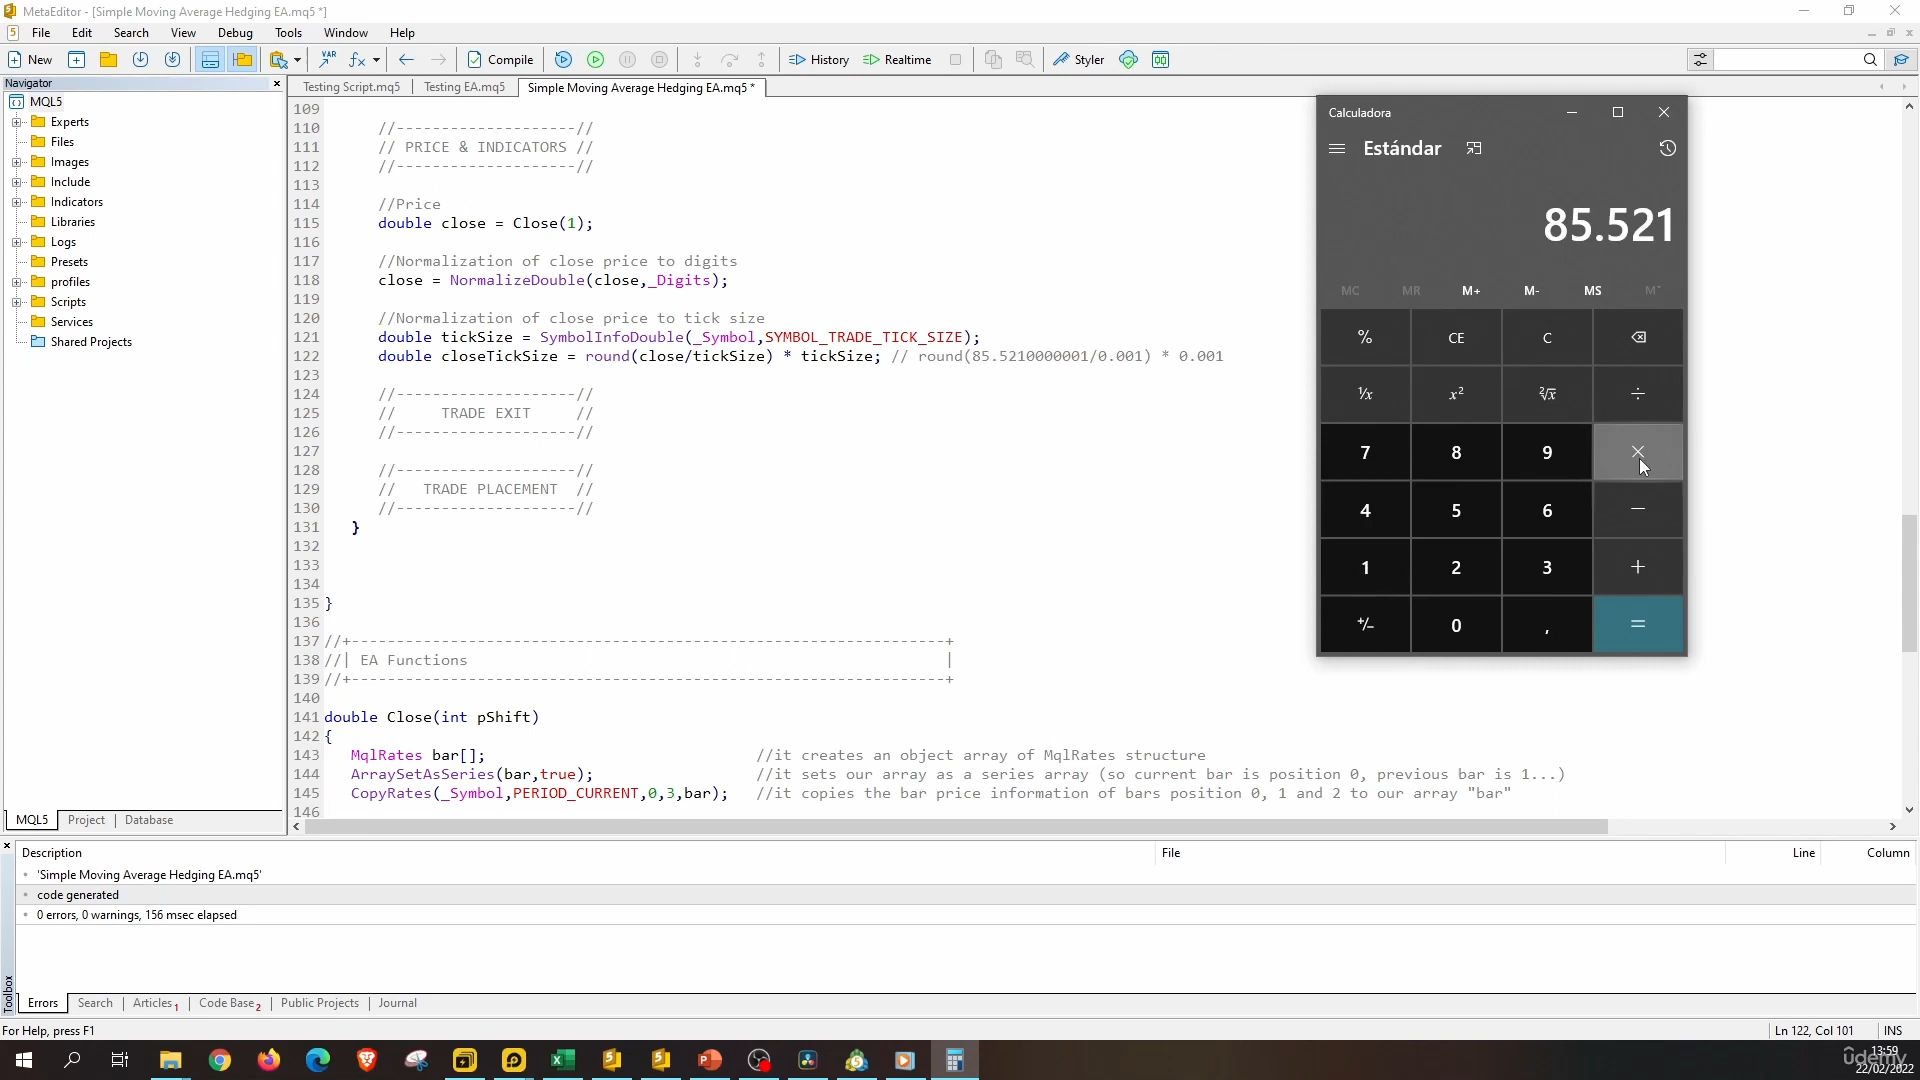 MetaEditor - [Simple Moving Average Hedging EA.mq5 *]
File Edit Search View Debug Tools Window Help
New VAR Compile History Realtime Styler
Navigator
MQL5
Experts
Files
Images
Include
Indicators
Libraries
Logs
Presets
profiles
Scripts
Services
Shared Projects
MQL5 Project Database
Testing Script.mq5 Testing EA.mq5 Simple Moving Average Hedging EA.mq5 *
109
110 //--------------------//
111 // PRICE & INDICATORS //
112 //--------------------//
113
114 //Price
115 double close = Close(1);
116
117 //Normalization of close price to digits
118 close = NormalizeDouble(close,_Digits);
119
120 //Normalization of close price to tick size
121 double tickSize = SymbolInfoDouble(_Symbol,SYMBOL_TRADE_TICK_SIZE);
122 double closeTickSize = round(close/tickSize) * tickSize; // round(85.5210000001/0.001) * 0.001
123
124 //--------------------//
125 // TRADE EXIT //
126 //--------------------//
127
128 //--------------------//
129 // TRADE PLACEMENT //
130 //--------------------//
131 }
132
133
134
135 }
136
137 //+------------------------------------------------------------------+
138 //| EA Functions |
139 //+------------------------------------------------------------------+
140
141 double Close(int pShift)
142 {
143 MqlRates bar[]; //it creates an object array of MqlRates structure
144 ArraySetAsSeries(bar,true); //it sets our array as a series array (so current bar is position 0, previous bar is 1...)
145 CopyRates(_Symbol,PERIOD_CURRENT,0,3,bar); //it copies the bar price information of bars position 0, 1 and 2 to our array "bar"
146
Calculadora
Estándar
85.521
MC MR M+ M- MS M˅
% CE C
⅟x x² ²√x ÷
7 8 9 ×
4 5 6 −
1 2 3 +
+/− 0 , =
Description File Line Column
'Simple Moving Average Hedging EA.mq5'
code generated
0 errors, 0 warnings, 156 msec elapsed
Toolbox
Errors Search Articles 1 Code Base 2 Public Projects Journal
For Help, press F1 Ln 122, Col 101 INS
13:59
ûdemy
22/02/2022